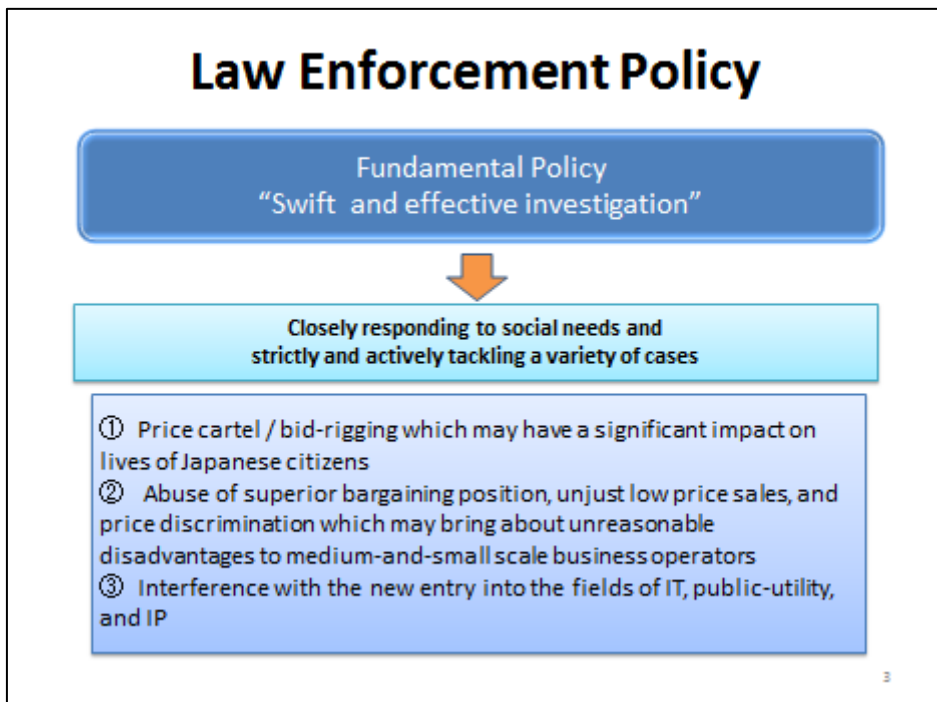 Law Enforcement Policy
Fundamental Policy
“Swift and effective investigation”
Closely responding to social needs and
strictly and actively tackling a variety of cases
① Price cartel / bid-rigging which may have a significant impact on
lives of Japanese citizens
② Abuse of superior bargaining position, unjust low price sales, and
price discrimination which may bring about unreasonable
disadvantages to medium-and-small scale business operators
③ Interference with the new entry into the fields of IT, public-utility,
and IP
3